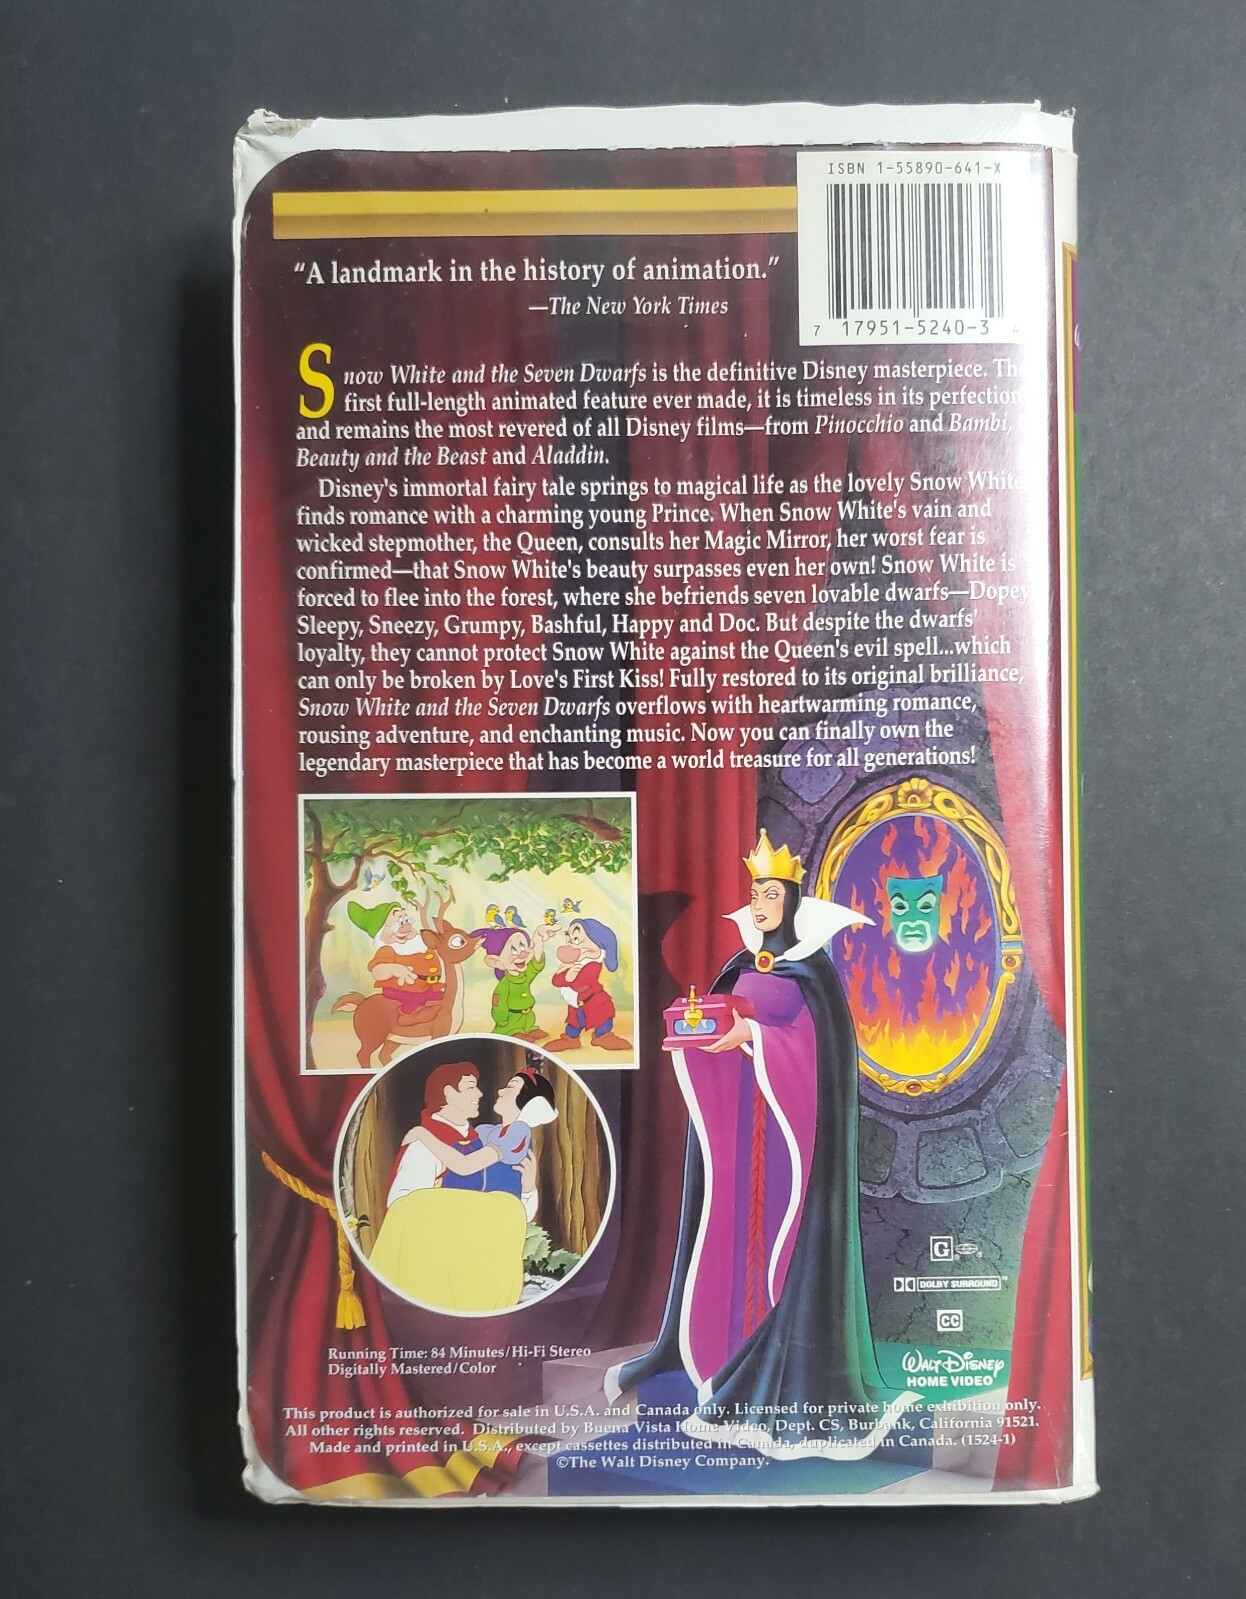 ISBN 1-55890-641-X
7 17951-5240-3 4
“A landmark in the history of animation.”
—The New York Times
Snow White and the Seven Dwarfs is the definitive Disney masterpiece. The
first full-length animated feature ever made, it is timeless in its perfection
and remains the most revered of all Disney films—from Pinocchio and Bambi,
Beauty and the Beast and Aladdin.
Disney's immortal fairy tale springs to magical life as the lovely Snow White
finds romance with a charming young Prince. When Snow White's vain and
wicked stepmother, the Queen, consults her Magic Mirror, her worst fear is
confirmed—that Snow White's beauty surpasses even her own! Snow White is
forced to flee into the forest, where she befriends seven lovable dwarfs—Dopey,
Sleepy, Sneezy, Grumpy, Bashful, Happy and Doc. But despite the dwarfs'
loyalty, they cannot protect Snow White against the Queen's evil spell...which
can only be broken by Love's First Kiss! Fully restored to its original brilliance,
Snow White and the Seven Dwarfs overflows with heartwarming romance,
rousing adventure, and enchanting music. Now you can finally own the
legendary masterpiece that has become a world treasure for all generations!
G ®
DOLBY SURROUND™
CC
Walt Disney
HOME VIDEO
Running Time: 84 Minutes/Hi-Fi Stereo
Digitally Mastered/Color
This product is authorized for sale in U.S.A. and Canada only. Licensed for private home exhibition only.
All other rights reserved. Distributed by Buena Vista Home Video, Dept. CS, Burbank, California 91521.
Made and printed in U.S.A., except cassettes distributed in Canada, duplicated in Canada. (1524-1)
©The Walt Disney Company.